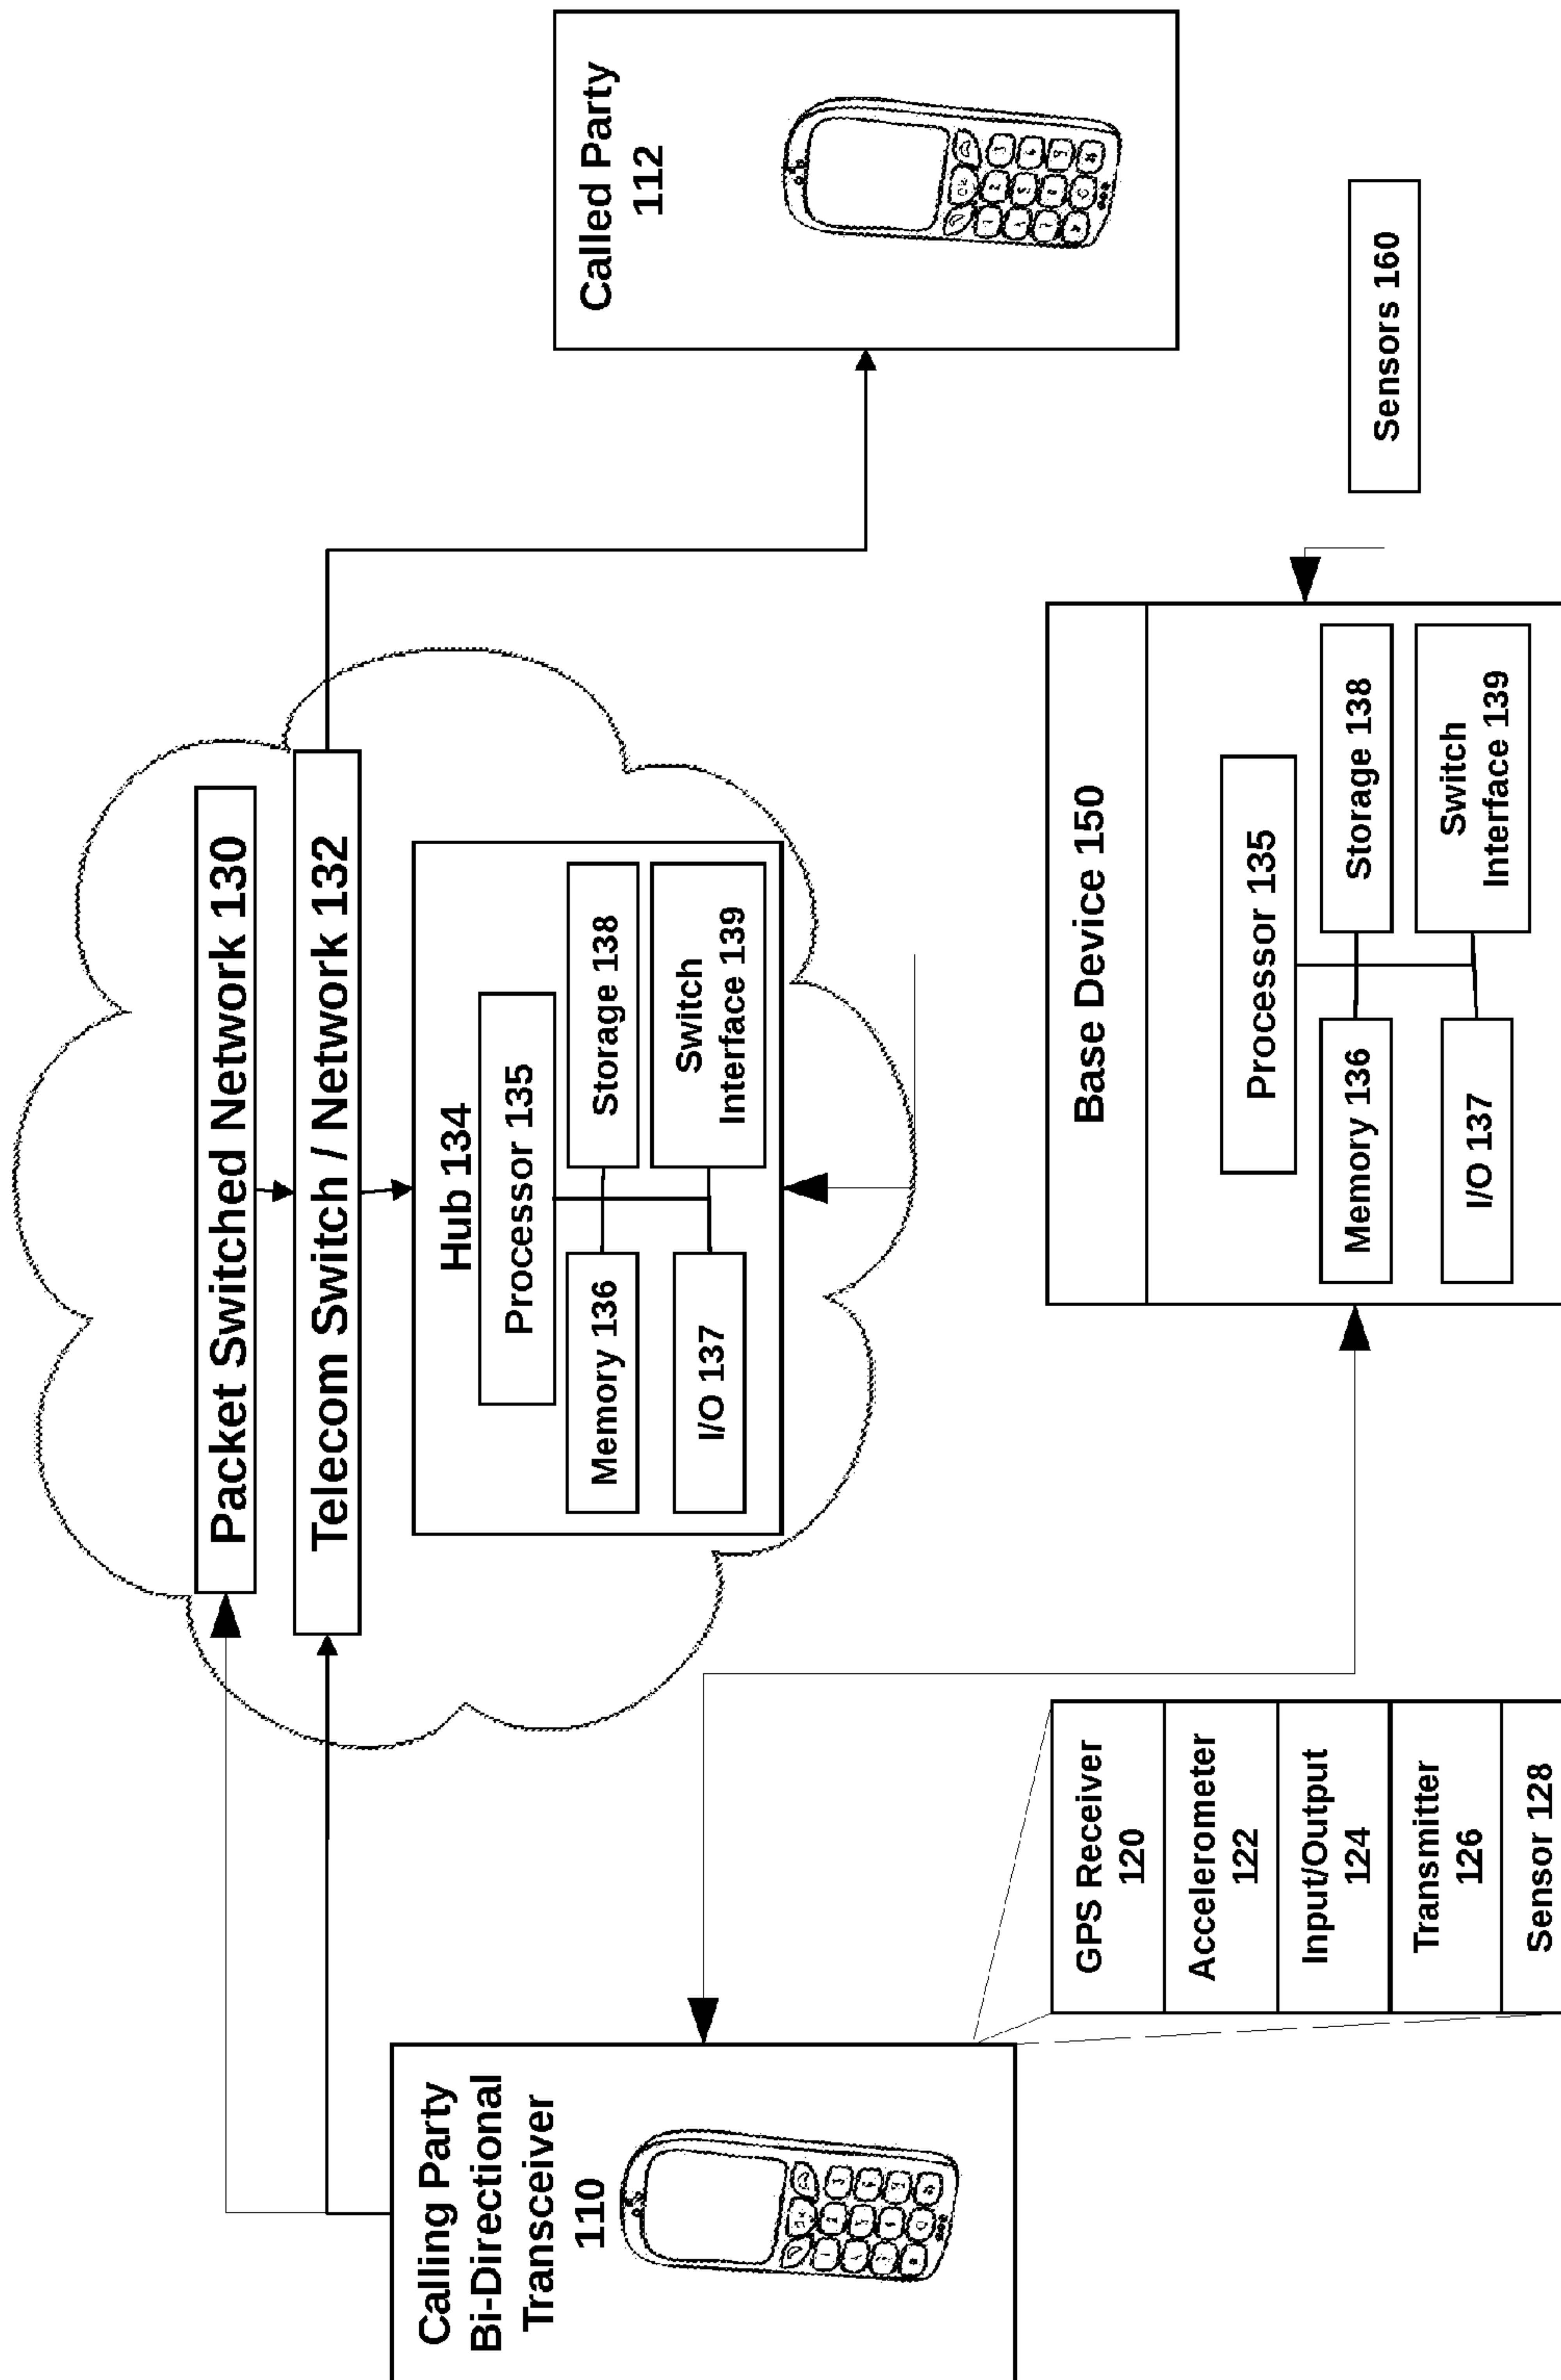 Packet Switched Network 130
Telecom Switch / Network 132
Hub 134
Processor 135
Memory 136
Storage 138
I/O 137
Switch
Interface 139
Calling Party
Bi-Directional
Transceiver
110
Called Party
112
GPS Receiver
120
Accelerometer
122
Input/Output
124
Transmitter
126
Sensor 128
Base Device 150
Processor 135
Memory 136
Storage 138
I/O 137
Switch
Interface 139
Sensors 160